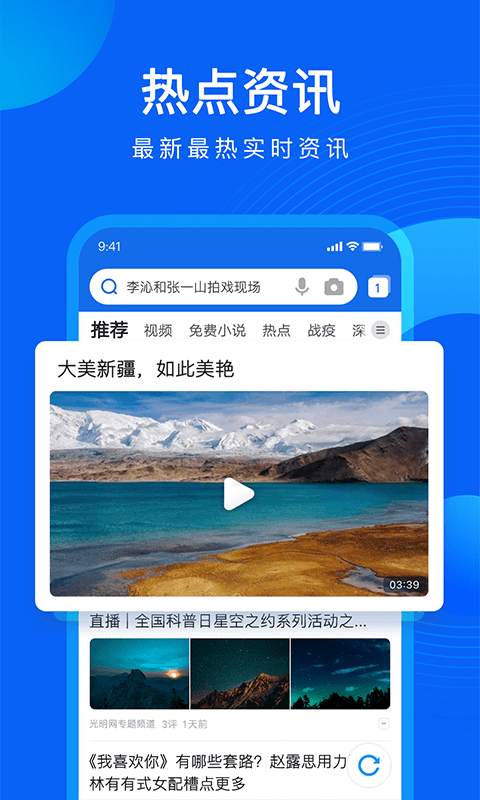 热点资讯
最新最热实时资讯
9:41
李沁和张一山拍戏现场
1
推荐 视频 免费小说 热点 战疫 深
大美新疆，如此美艳
03:39
直播 | 全国科普日星空之约系列活动之...
光明网专题频道 3评 1天前
《我喜欢你》有哪些套路？赵露思用力
林有有式女配槽点更多